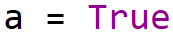 a = True